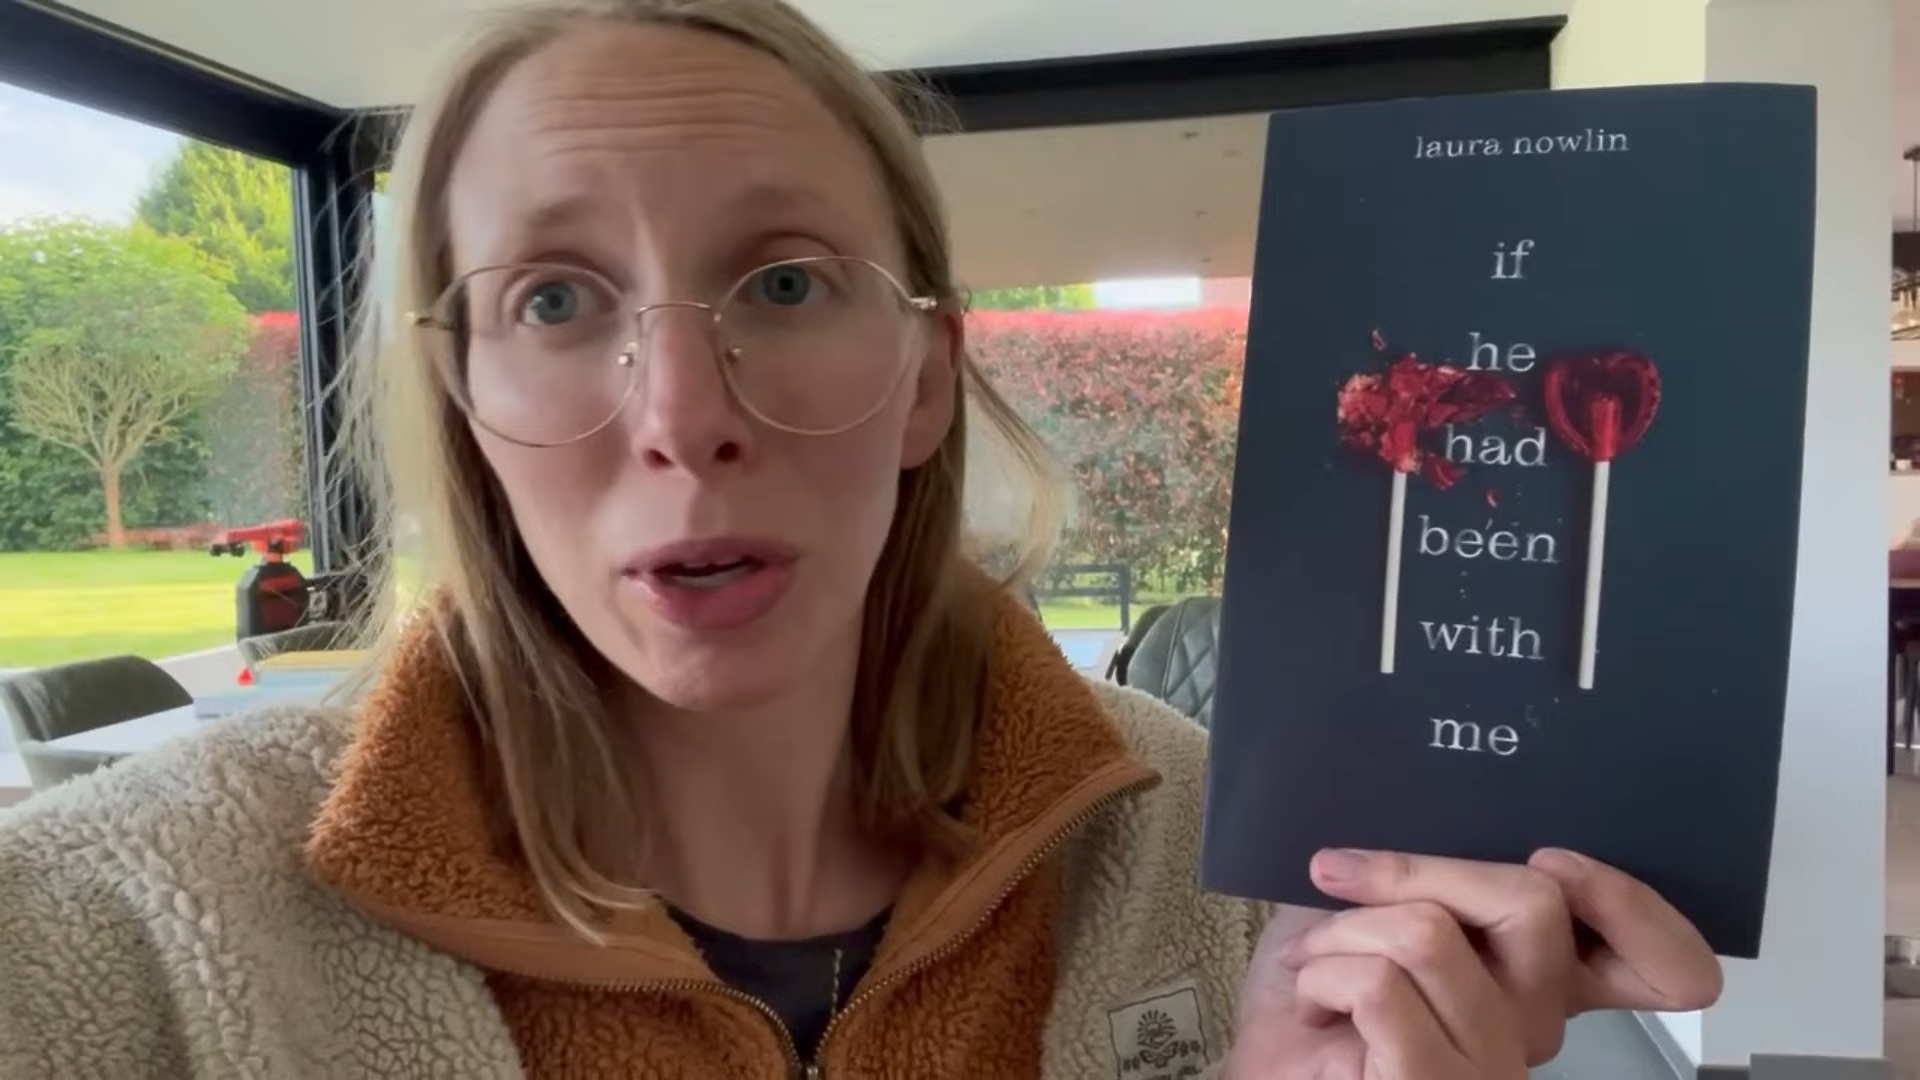 laura nowlin
if
he
had
been
with
me